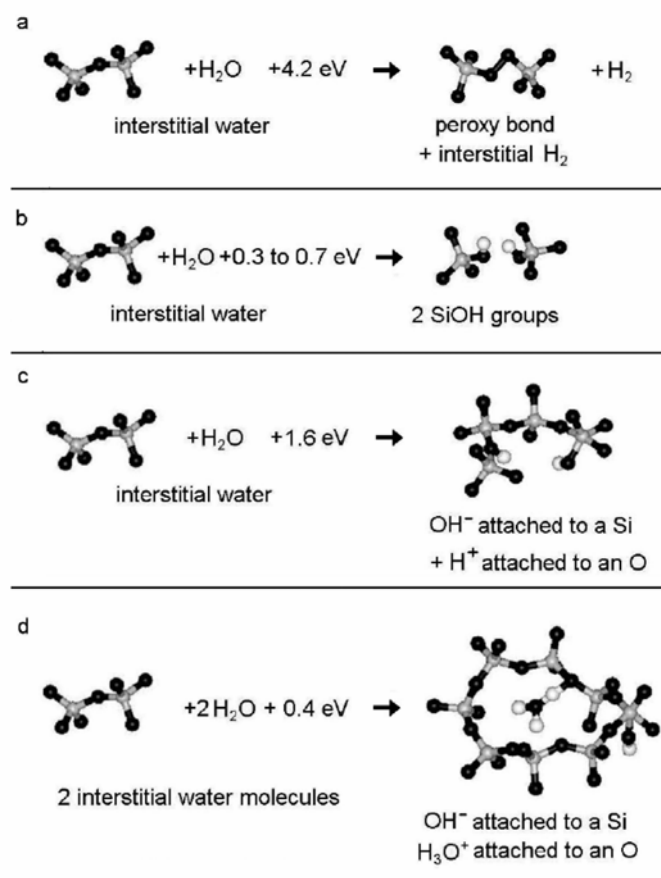 a
+H₂O +4.2 eV → +H₂
interstitial water
peroxy bond
+ interstitial H₂
b
+H₂O +0.3 to 0.7 eV →
interstitial water
2 SiOH groups
c
+H₂O +1.6 eV →
interstitial water
OH⁻ attached to a Si
+ H⁺ attached to an O
d
+2H₂O + 0.4 eV →
2 interstitial water molecules
OH⁻ attached to a Si
H₃O⁺ attached to an O